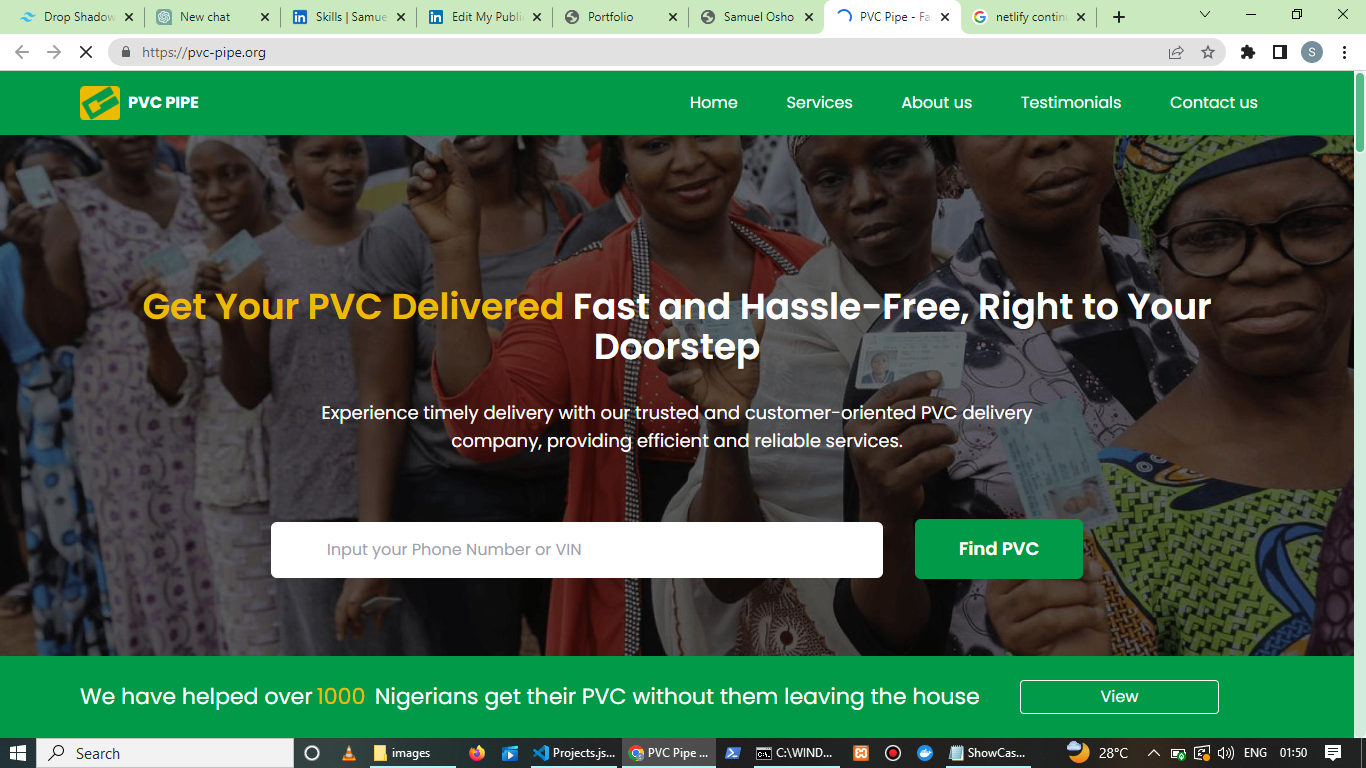 Drop Shadow
New chat
Skills | Samue
Edit My Publi
Portfolio
Samuel Osho
PVC Pipe - Fa
netlify contin
https://pvc-pipe.org
S
PVC PIPE
Home
Services
About us
Testimonials
Contact us
Get Your PVC Delivered Fast and Hassle-Free, Right to Your
Doorstep
Experience timely delivery with our trusted and customer-oriented PVC delivery
company, providing efficient and reliable services.
Input your Phone Number or VIN
Find PVC
We have helped over 1000 Nigerians get their PVC without them leaving the house
View
Search
images
Projects.js...
PVC Pipe ...
C:\WIND...
ShowCas...
28°C
ENG
01:50